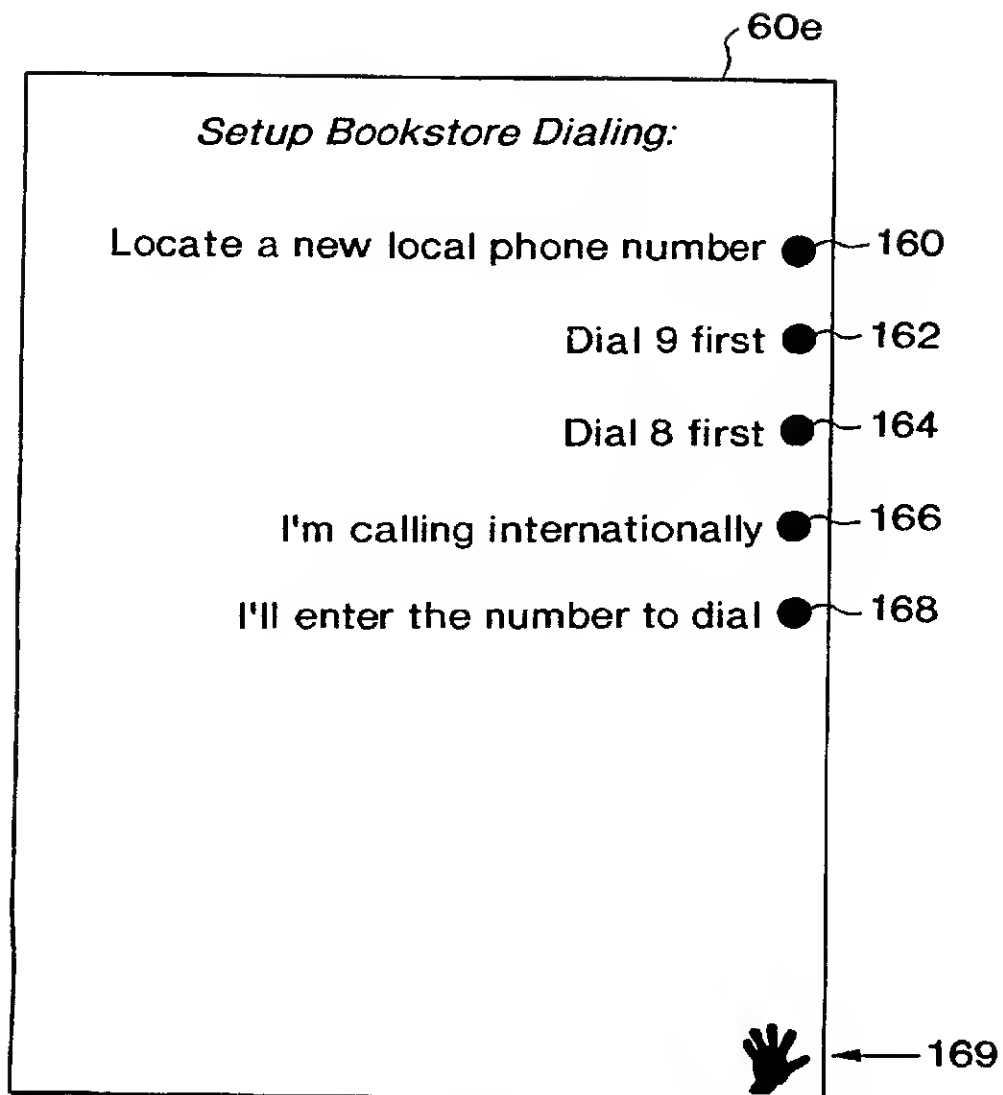 60e
Setup Bookstore Dialing:
Locate a new local phone number 160
Dial 9 first 162
Dial 8 first 164
I'm calling internationally 166
I'll enter the number to dial 168
169